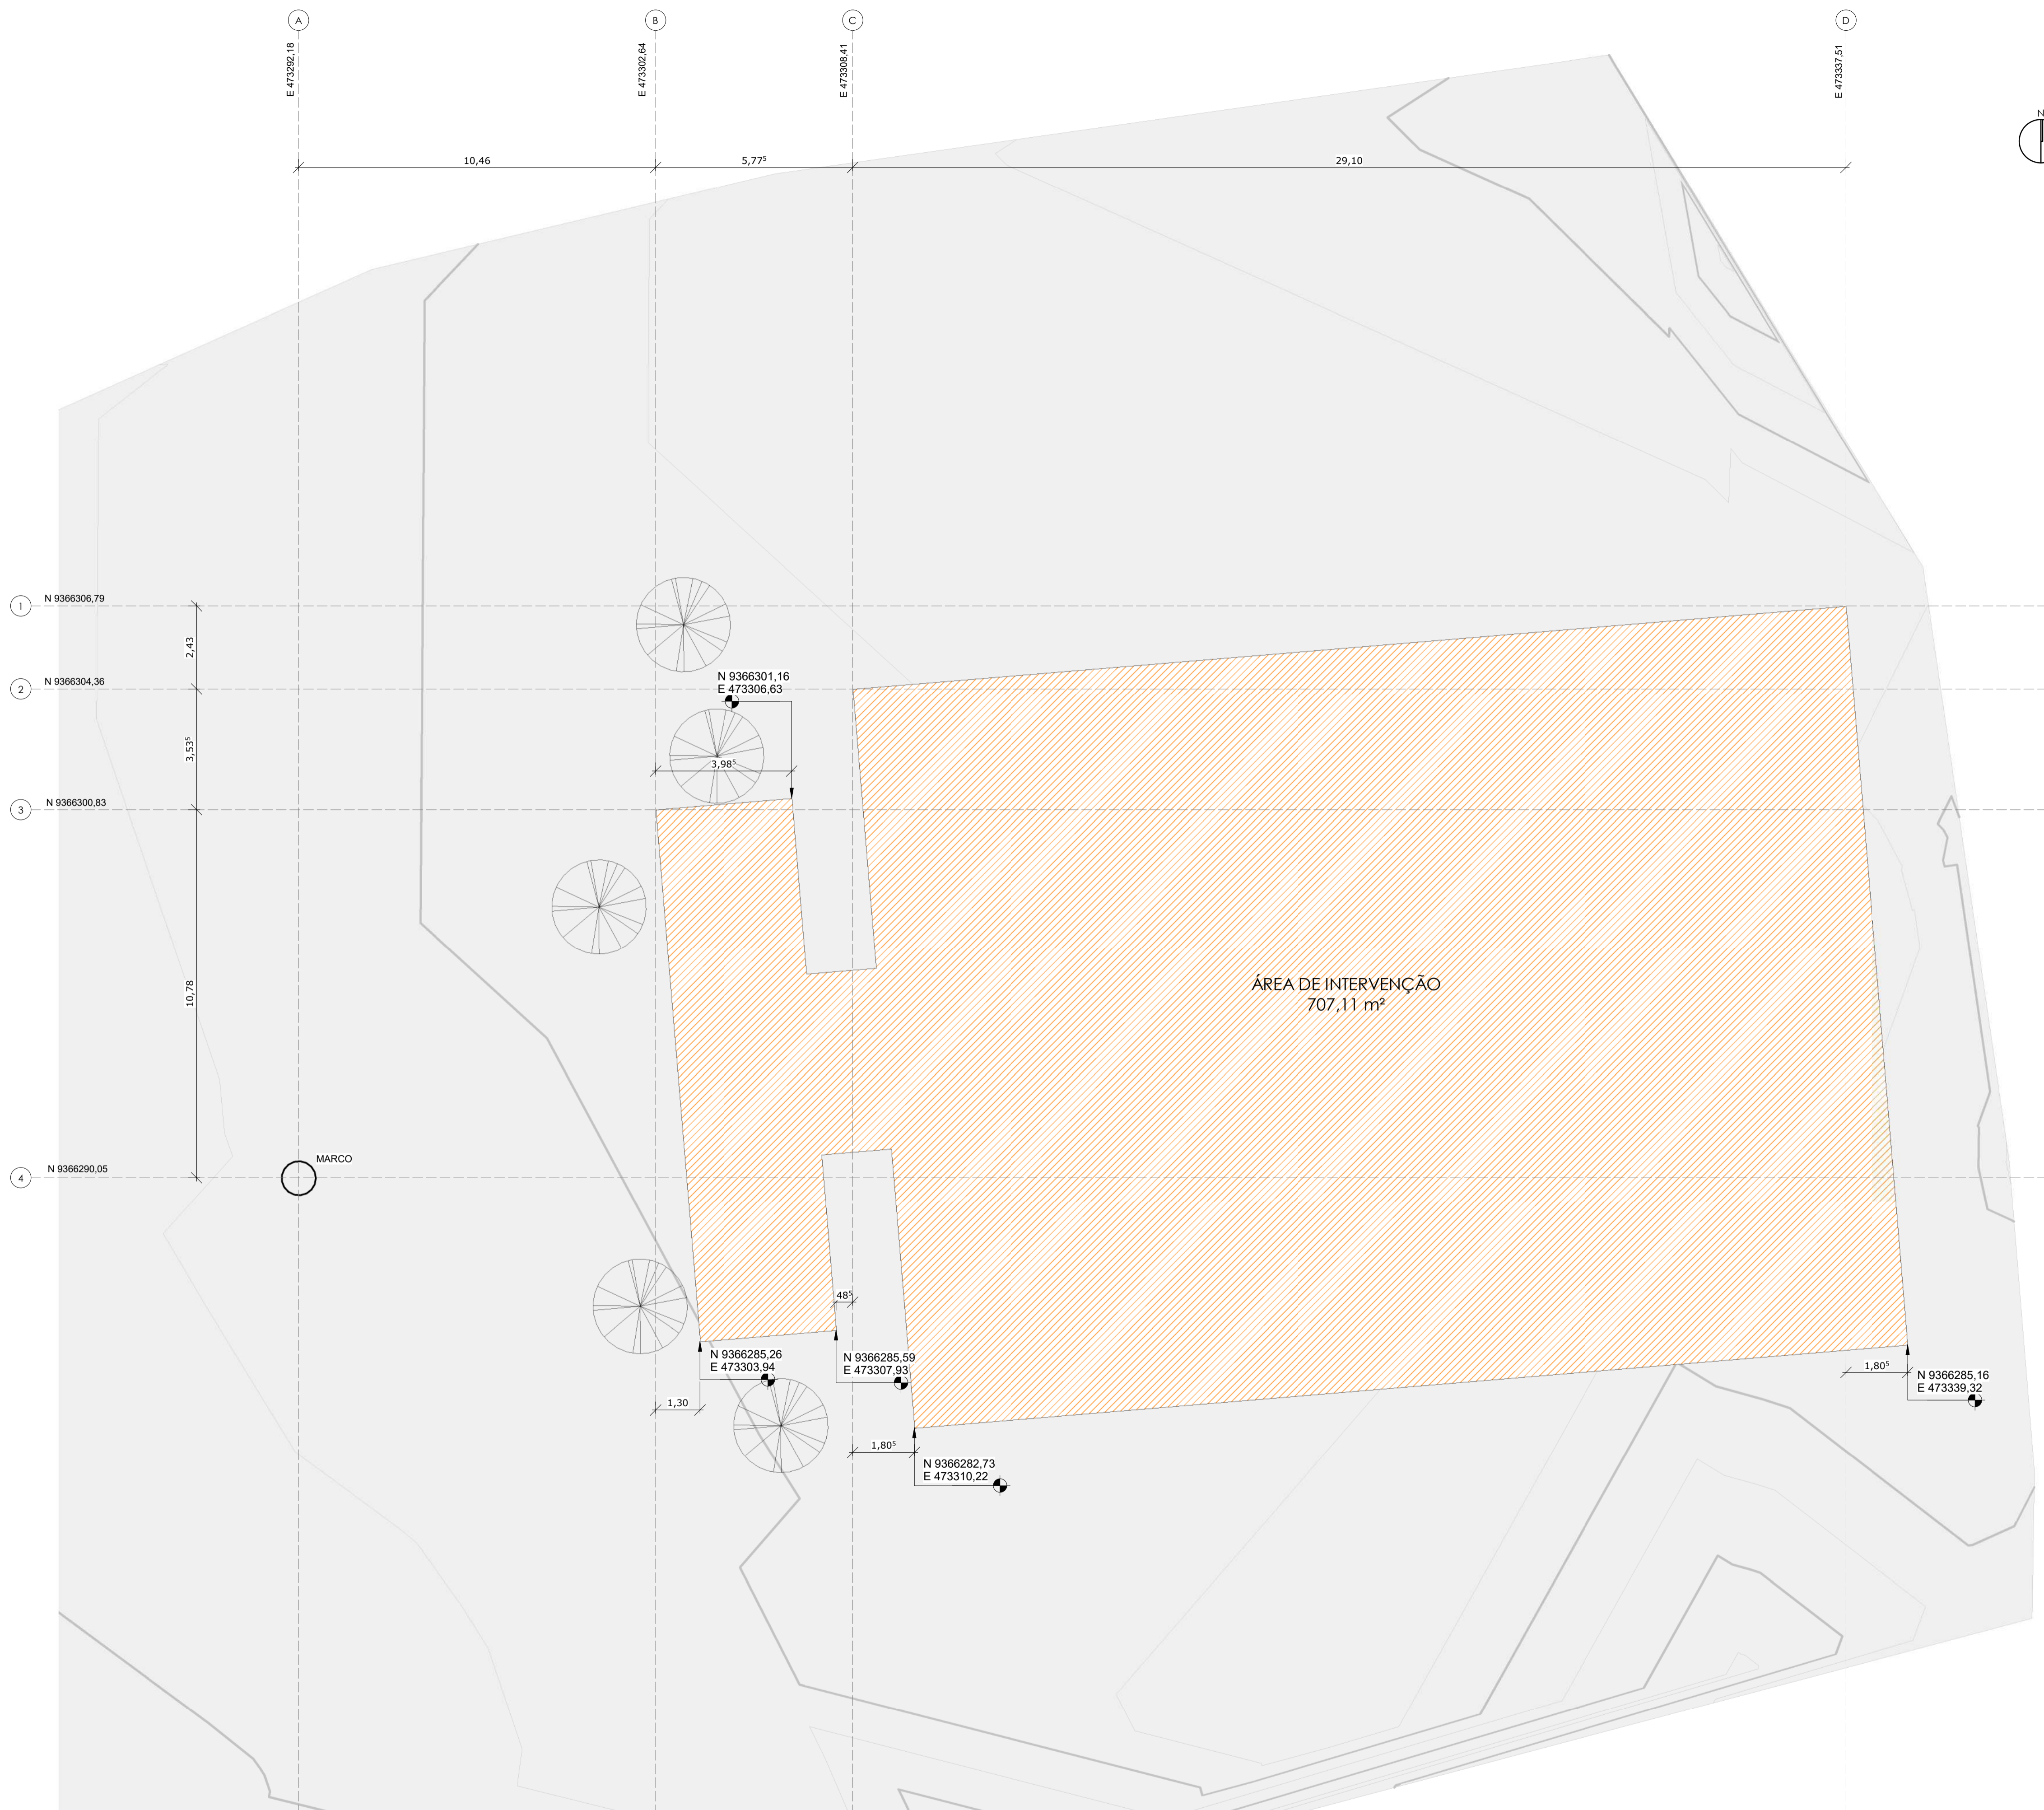 A
B
C
D
E 473292,18
E 473302,64
E 473308,41
E 473337,51
N
10,46
5,77⁵
29,10
1
N 9366306,79
2,43
2
N 9366304,36
N 9366301,16
E 473306,63
3,53⁵
3,98⁵
3
N 9366300,83
10,78
ÁREA DE INTERVENÇÃO
707,11 m²
MARCO
4
N 9366290,05
48⁵
N 9366285,26
E 473303,94
N 9366285,59
E 473307,93
1,80⁵
N 9366285,16
E 473339,32
1,30
1,80⁵
N 9366282,73
E 473310,22